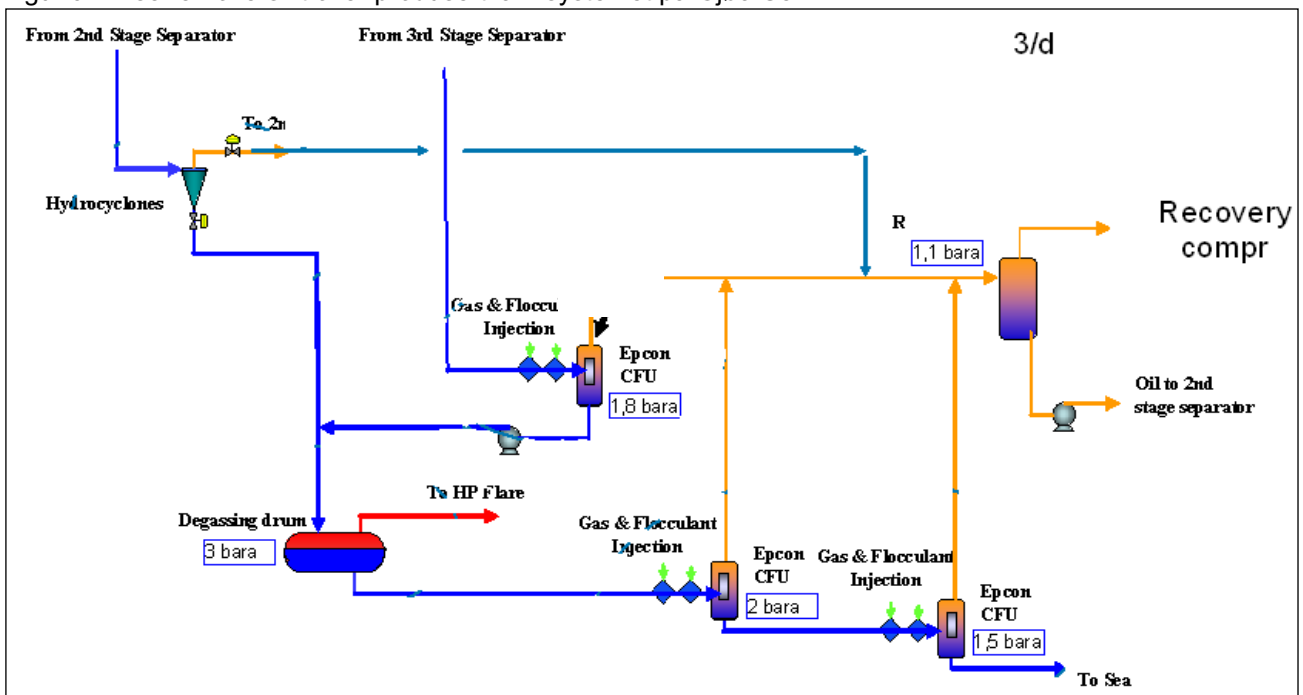 From 2nd Stage Separator
From 3rd Stage Separator
3/d
To 2n
Hydrocyclones
R
1,1 bara
Recovery
compr
Gas & Floccu
Injection
Epcon
CFU
1,8 bara
Oil to 2nd
stage separator
To HP Flare
Degassing drum
3 bara
Gas & Flocculant
Injection
Epcon
CFU
2 bara
Gas & Flocculant
Injection
Epcon
CFU
1,5 bara
To Sea